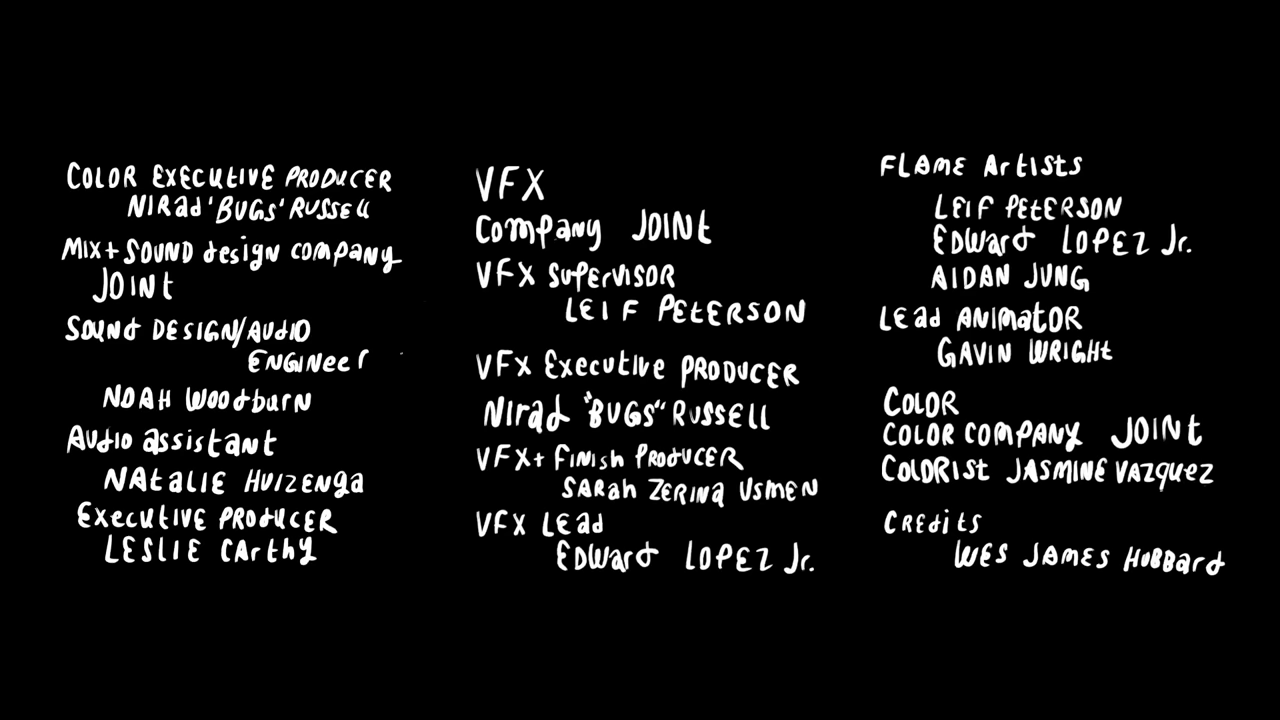 COLOR EXECUTIVE PRODUCER
NIRad 'BUGS' RUSSELL
MIX + SOUND design company
JOINt
SOUNd DESIGN/AUdIO
ENGINeer
NOAH Woodburn
AUdIO assistant
NAtaLIE HUIZENGa
EXecUtIVE PRODUCER
LESLIE CArthy
VFX
Company JOINt
VFX SUPerVISOR
LEIF PEtERSON
VFX EXecUtIVE PRODUCER
NIrad "BUGS" RUSSELL
VFX + FINIsh PRODUCER
SARah ZERINa USMEN
VFX LEad
EDWard LOPEZ Jr.
FLAME ArtIStS
LEIF PEtERSON
EDWard LOPEZ Jr.
AIDAN JUNG
LEad ANIMatOR
GAVIN WRIGHt
COLOR
COLOR COMPANY JOINt
COLORISt JASMINE VAZquez
CREdItS
WES JAMES HUBBard